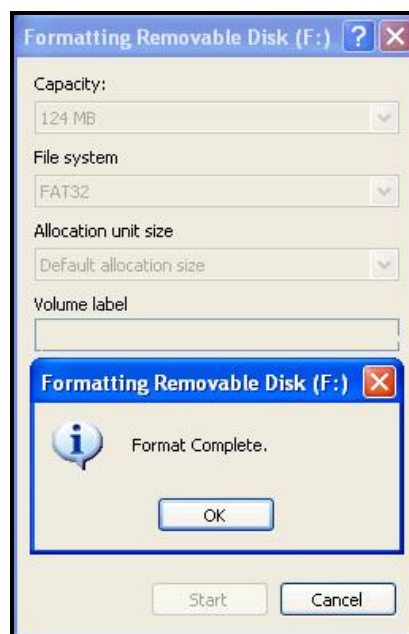 Formatting Removable Disk (F:)
Capacity:
124 MB
File system
FAT32
Allocation unit size
Default allocation size
Volume label
Formatting Removable Disk (F:)
Format Complete.
OK
Start
Cancel